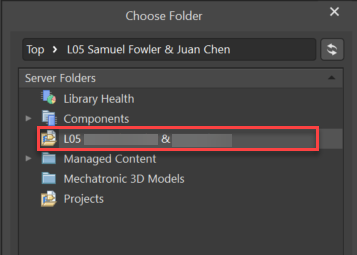 Choose Folder
Top > L05 Samuel Fowler & Juan Chen
Server Folders
Library Health
Components
L05 &
Managed Content
Mechatronic 3D Models
Projects